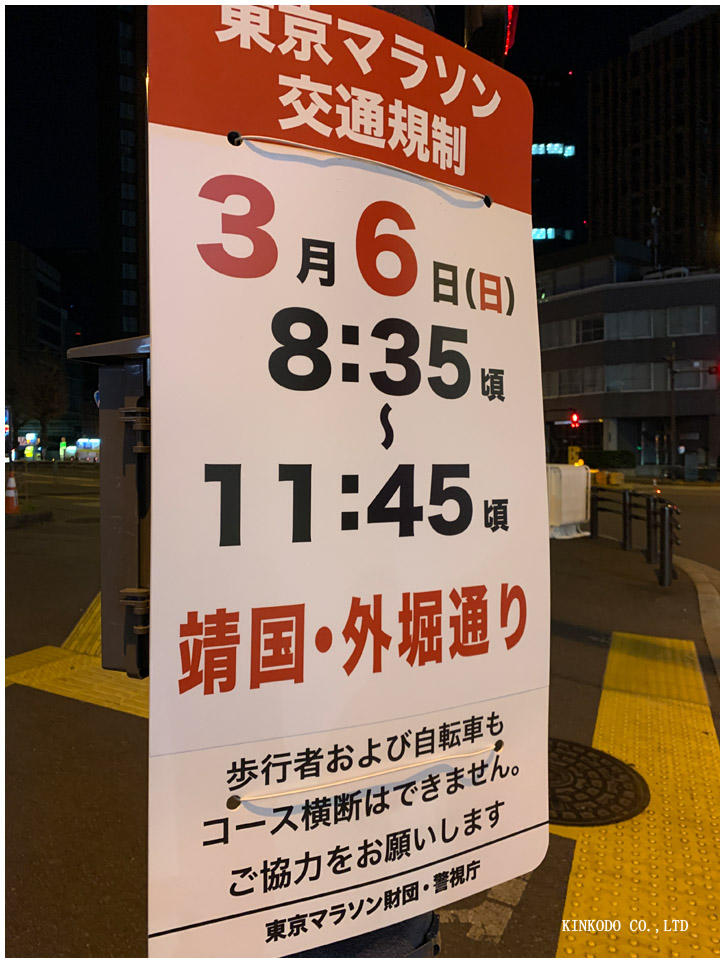 東京マラソン
交通規制
3月6日(日)
8:35頃
〜
11:45頃
靖国・外堀通り
歩行者および自転車も
コース横断はできません。
ご協力をお願いします
東京マラソン財団・警視庁
KINKODO CO.,LTD